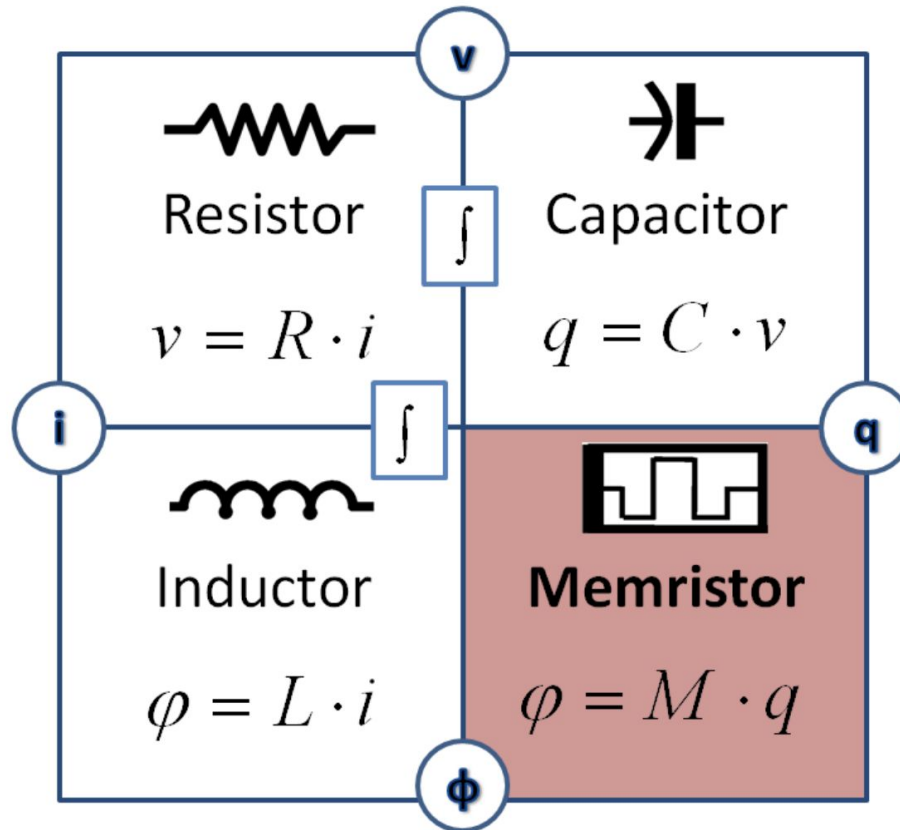 v
Resistor
Capacitor
∫
v = R · i
q = C · v
i
∫
q
Inductor
Memristor
φ = L · i
φ = M · q
ϕ